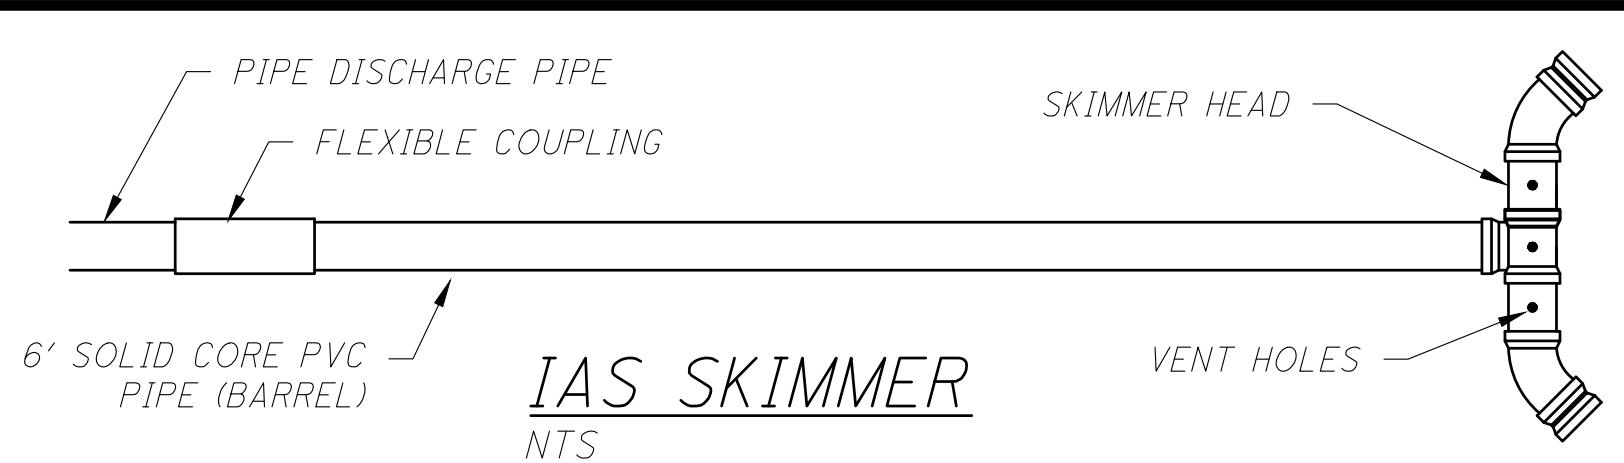 PIPE DISCHARGE PIPE
FLEXIBLE COUPLING
SKIMMER HEAD
6' SOLID CORE PVC
PIPE (BARREL)
VENT HOLES
IAS SKIMMER
NTS